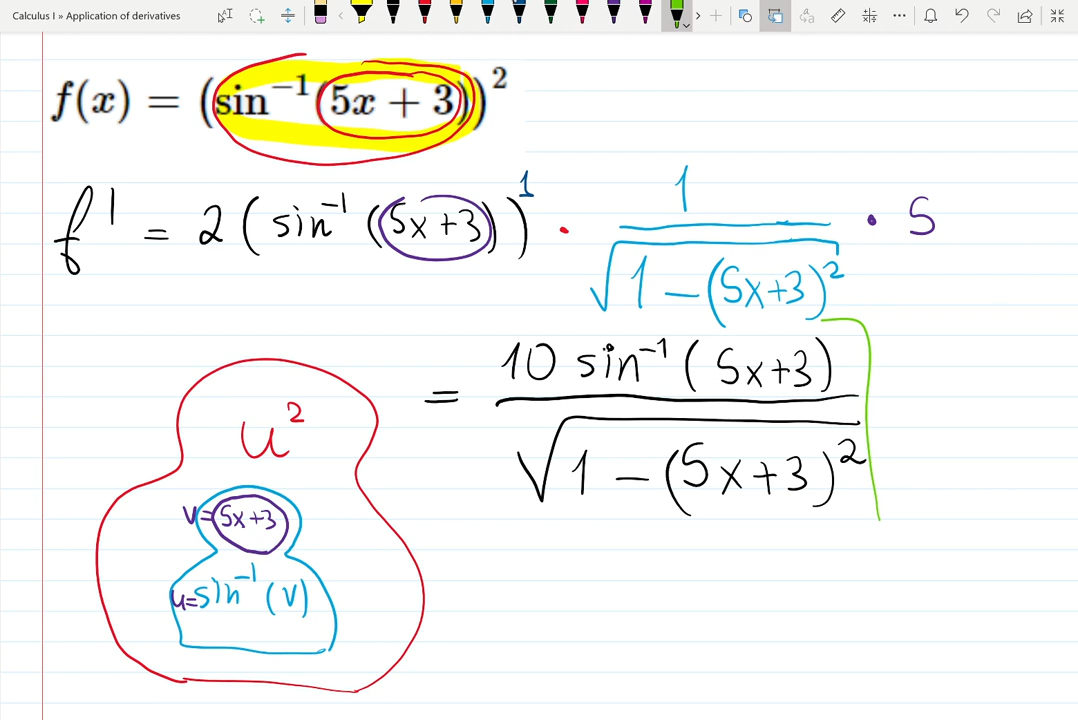 Calculus I » Application of derivatives
f(x) = (sin⁻¹(5x + 3))²
f' = 2 (sin⁻¹ (5x+3))¹ • 1/√(1-(5x+3)²) • 5
= 10 sin⁻¹ (5x+3)/√(1-(5x+3)²)
u²
v=5x+3
u=sin⁻¹ (v)